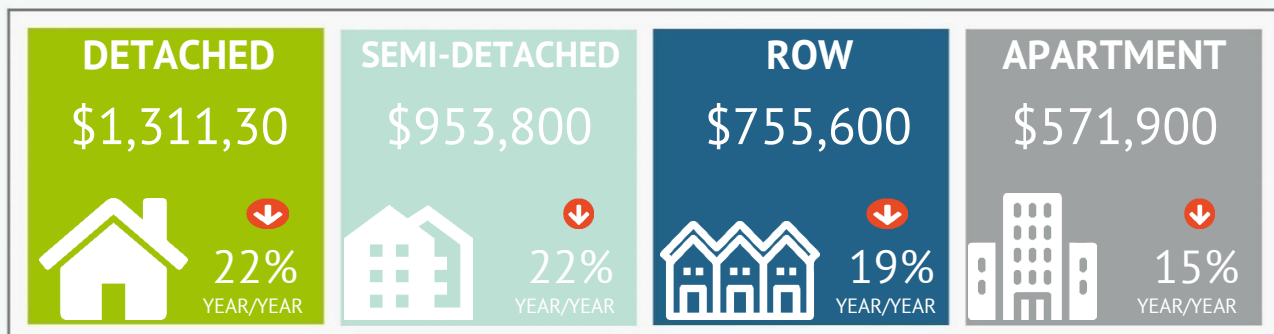 DETACHED
$1,311,30
22%
YEAR/YEAR
SEMI-DETACHED
$953,800
22%
YEAR/YEAR
ROW
$755,600
19%
YEAR/YEAR
APARTMENT
$571,900
15%
YEAR/YEAR